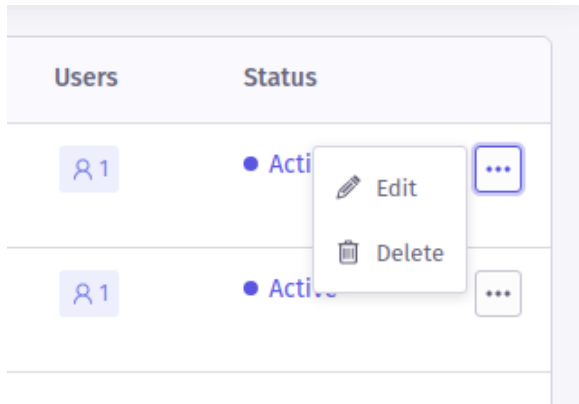 Users Status
1 Acti ...
Edit
Delete
1 Active ...